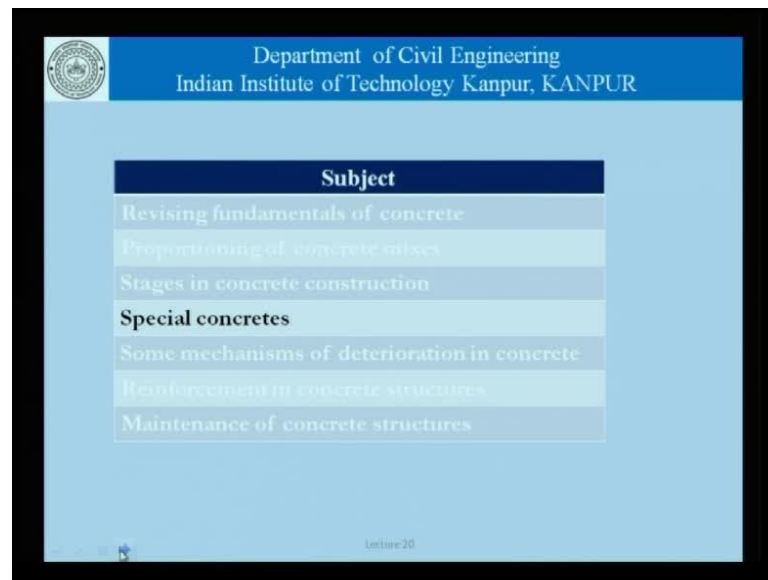 Department of Civil Engineering
Indian Institute of Technology Kanpur, KANPUR
Subject
Revising fundamentals of concrete
Proportioning of concrete mixes
Stages in concrete construction
Special concretes
Some mechanisms of deterioration in concrete
Reinforcement in concrete structures
Maintenance of concrete structures
Lecture 20